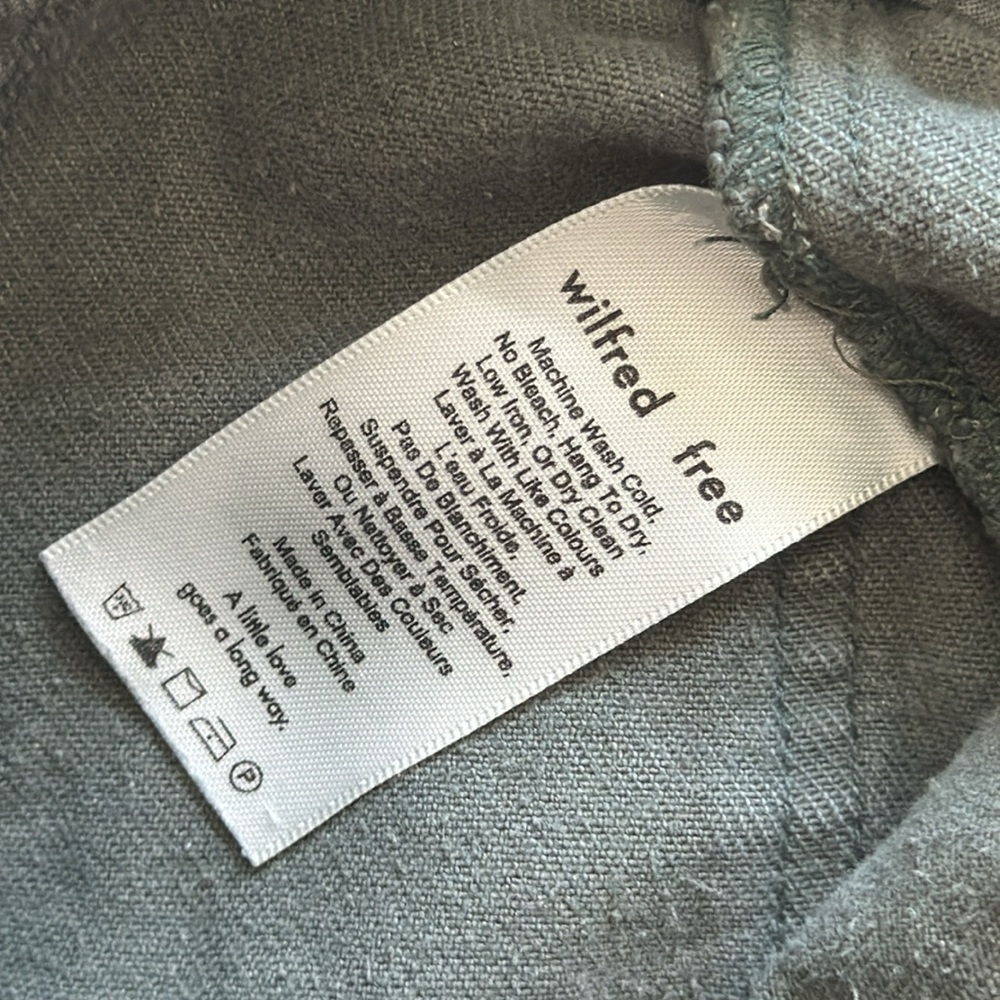 wilfred free
Machine Wash Cold,
No Bleach, Hang To Dry,
Low Iron, Or Dry Clean
Wash With Like Colours
Laver à La Machine à
L'eau Froide,
Pas De Blanchiment,
Suspendre Pour Sécher,
Repasser à Basse Température,
Ou Nettoyer à Sec
Laver Avec Des Couleurs
Semblables
Made in China
Fabriqué en Chine
A little love
goes a long way.
P